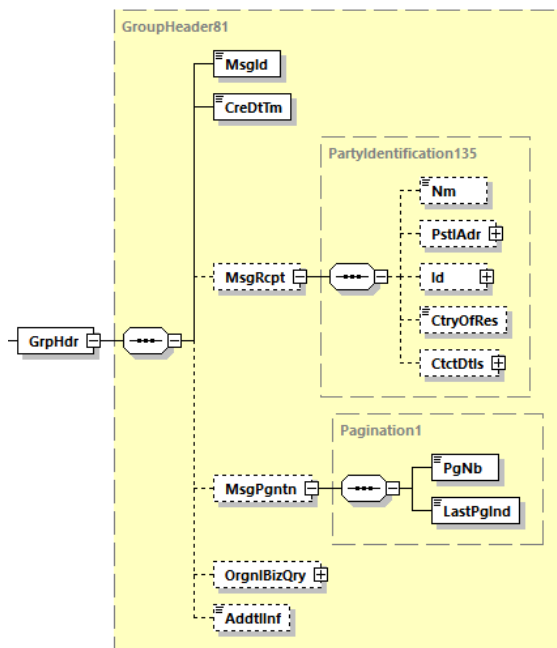 GroupHeader81
MsgId
CreDtTm
PartyIdentification135
Nm
PstlAdr
MsgRcpt
Id
CtryOfRes
GrpHdr
CtctDtls
Pagination1
PgNb
MsgPgntn
LastPgInd
OrgnlBizQry
AddtlInf